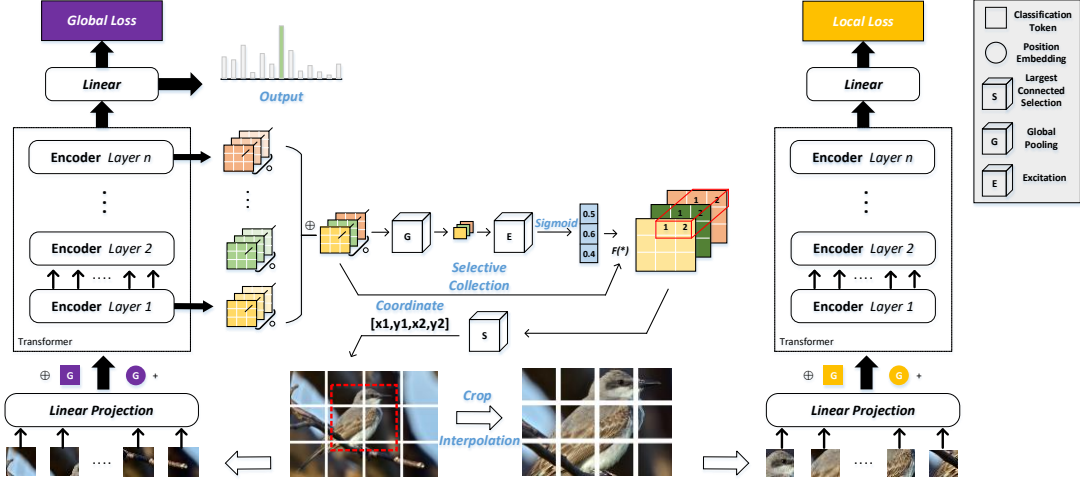 Global Loss
Linear
Output
Encoder Layer n
Encoder Layer 2
....
Encoder Layer 1
Transformer
⊕ G G +
Linear Projection
....
⊕
G
E
Sigmoid
0.5
0.6
0.4
F(*)
1 2
1 2
1 2
Selective
Collection
Coordinate
[x1,y1,x2,y2]
S
Crop
Interpolation
Local Loss
Linear
Encoder Layer n
Encoder Layer 2
....
Encoder Layer 1
Transformer
⊕ G G +
Linear Projection
....
Classification
Token
Position
Embedding
S
Largest
Connected
Selection
G
Global
Pooling
E
Excitation